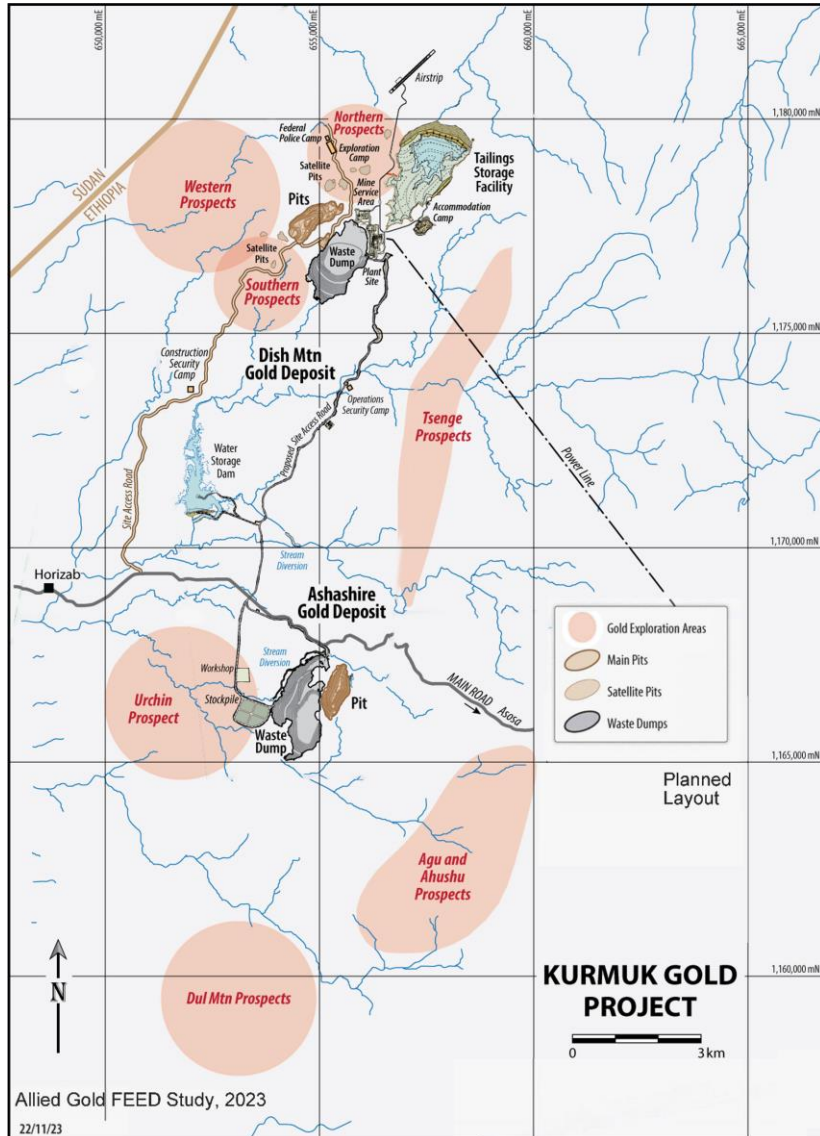 650,000 mE
655,000 mE
660,000 mE
665,000 mE
Airstrip
1,180,000 mN
Northern
Prospects
Federal
Police Camp
Exploration
Camp
Satellite
Pits
Mine
Service
Area
Tailings
Storage
Facility
SUDAN
ETHIOPIA
Western
Prospects
Pits
Accommodation
Camp
Satellite
Pits
Waste
Dump
Plant
Site
Southern
Prospects
1,175,000 mN
Construction
Security
Camp
Dish Mtn
Gold Deposit
Operations
Security Camp
Tsenge
Prospects
Proposed Site Access Road
Water
Storage
Dam
Power Line
Site Access Road
1,170,000 mN
Stream
Diversion
Horizab
Ashashire
Gold Deposit
Gold Exploration Areas
Main Pits
Satellite Pits
Waste Dumps
Stream
Diversion
Workshop
Urchin
Prospect
Stockpile
Pit
MAIN ROAD
Asosa
Waste
Dump
1,165,000 mN
Planned
Layout
Agu and
Ahushu
Prospects
1,160,000 mN
Dul Mtn Prospects
N
KURMUK GOLD
PROJECT
0 3 km
Allied Gold FEED Study, 2023
22/11/23